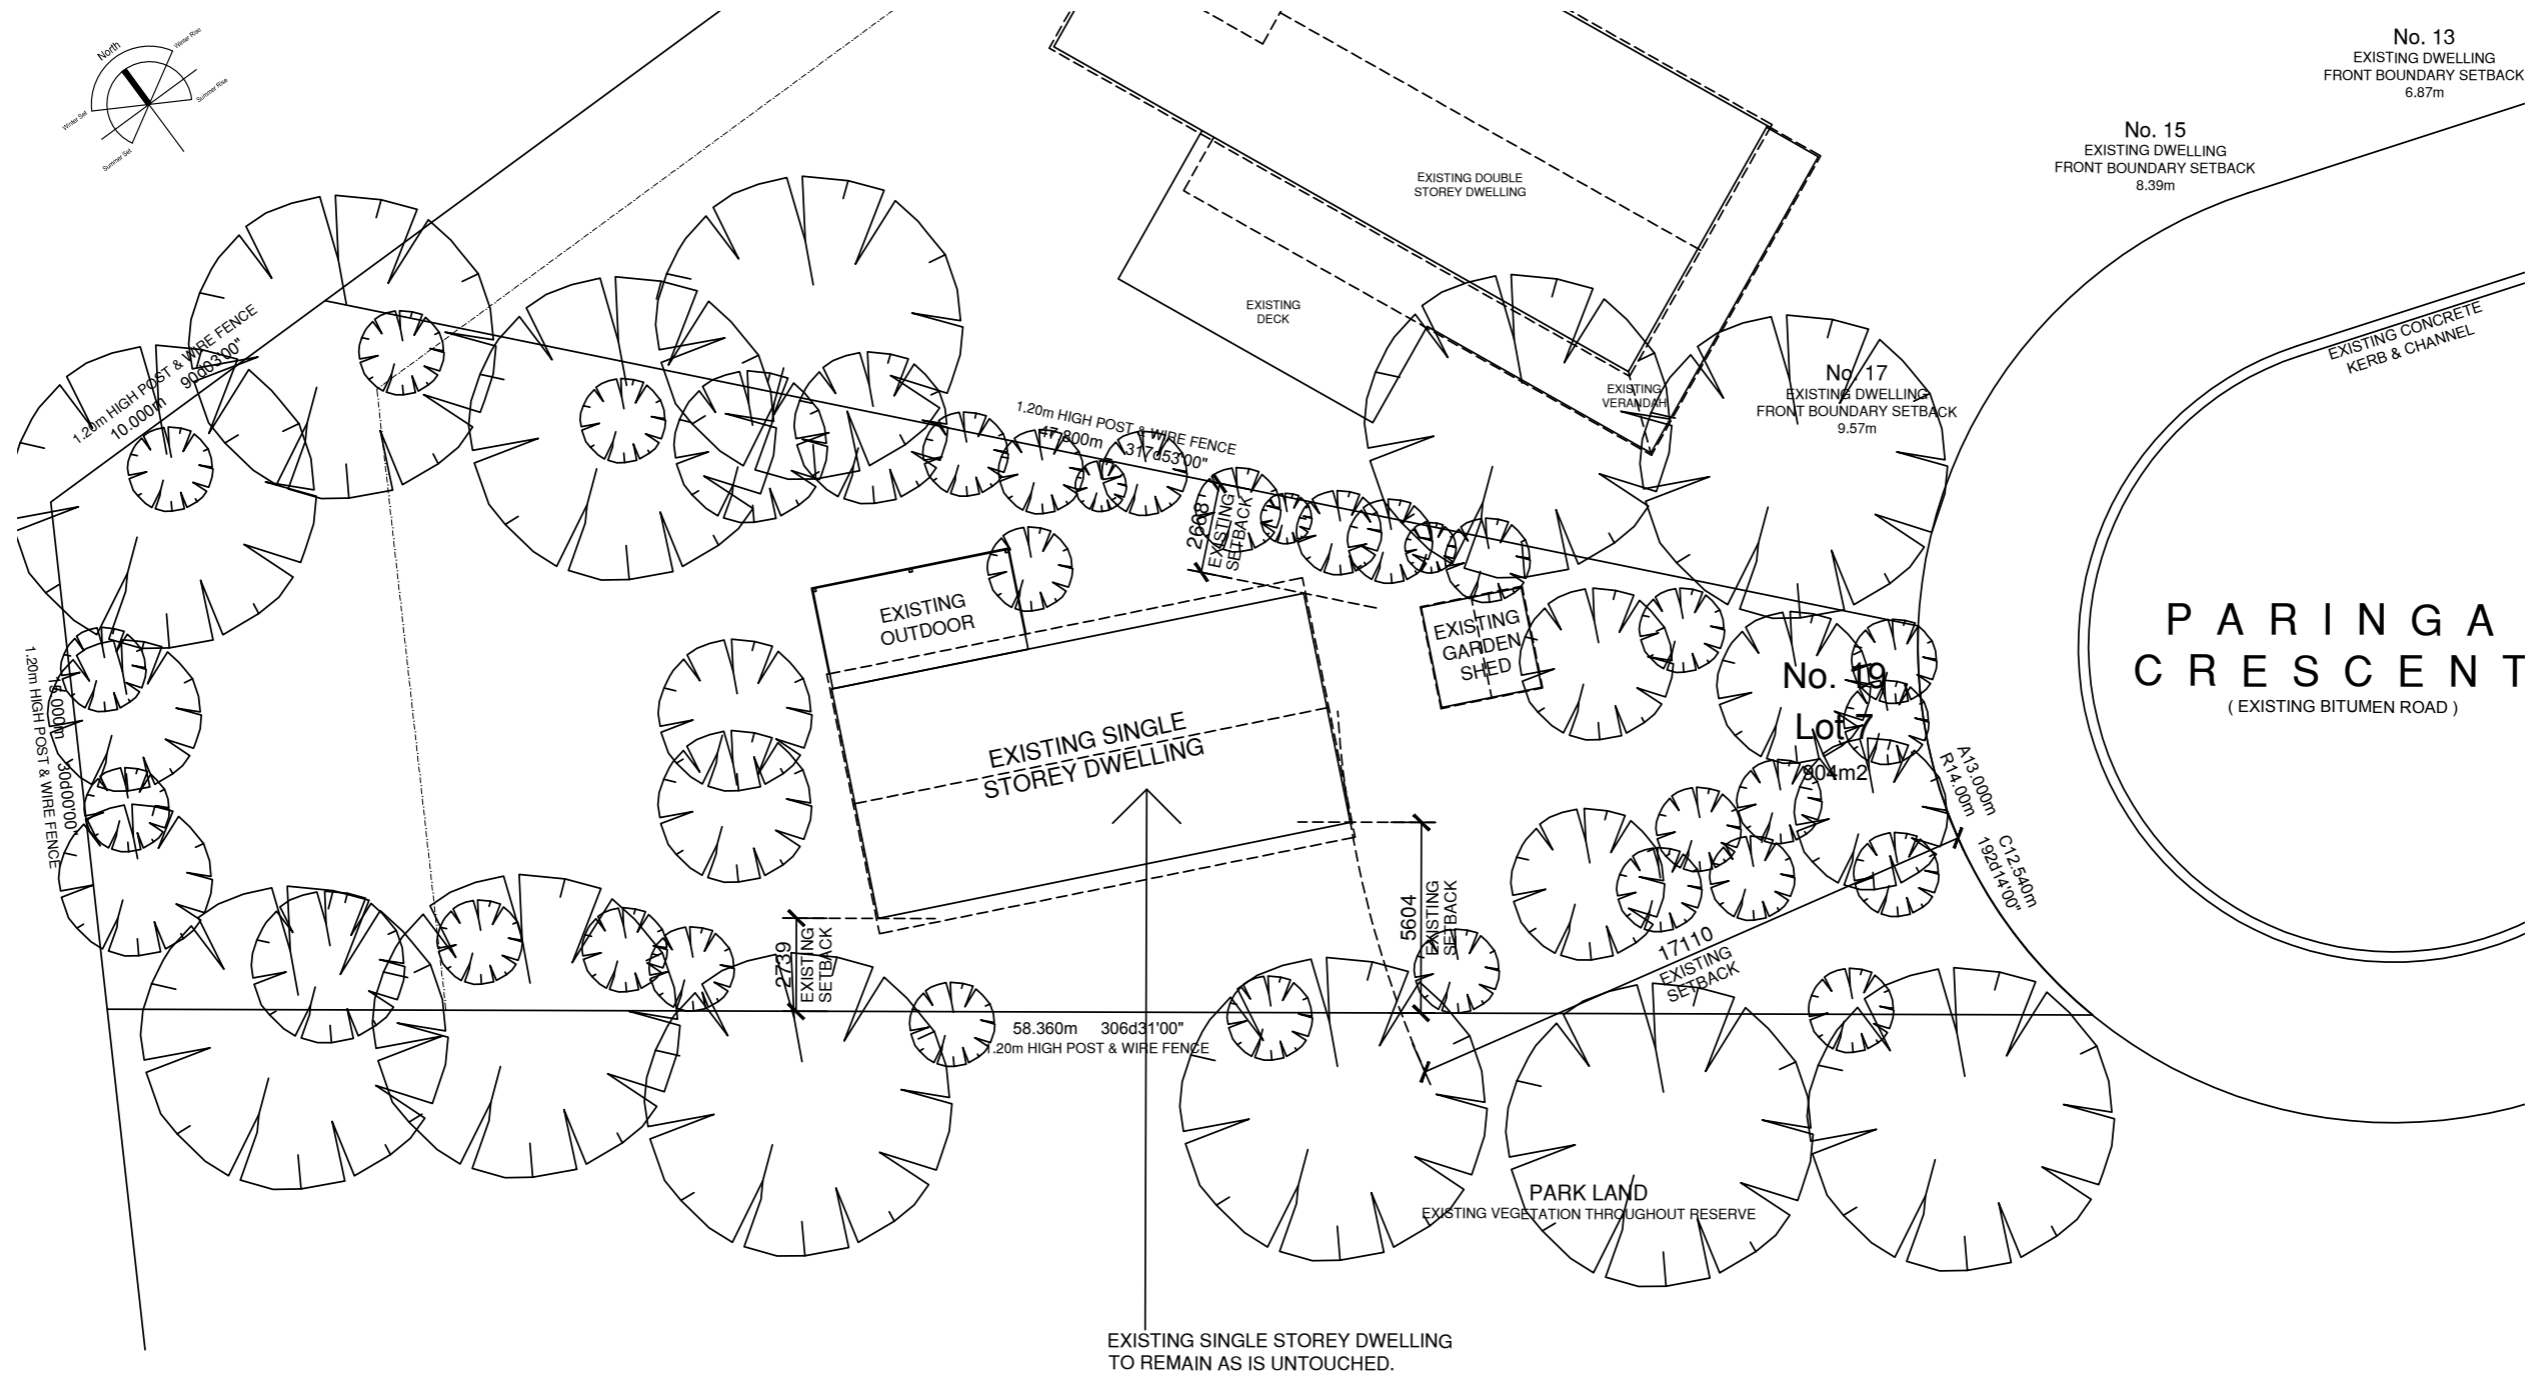 North
Winter Rise
Summer Rise
Winter Set
Summer Set
No. 13
EXISTING DWELLING
FRONT BOUNDARY SETBACK
6.87m
No. 15
EXISTING DWELLING
FRONT BOUNDARY SETBACK
8.39m
EXISTING DOUBLE
STOREY DWELLING
EXISTING
DECK
EXISTING
VERANDAH
No. 17
EXISTING DWELLING
FRONT BOUNDARY SETBACK
9.57m
EXISTING CONCRETE
KERB & CHANNEL
1.20m HIGH POST & WIRE FENCE
90d03'00"
10.000m
1.20m HIGH POST & WIRE FENCE
47.800m 317d53'00"
2668
EXISTING
SETBACK
EXISTING
OUTDOOR
EXISTING
GARDEN
SHED
EXISTING SINGLE
STOREY DWELLING
No. 19
Lot 7
904m2
PARINGA
CRESCENT
( EXISTING BITUMEN ROAD )
A13.000m
R14.00m
C12.540m
192d14'00"
15.000m 30d00'00"
1.20m HIGH POST & WIRE FENCE
2739
EXISTING
SETBACK
5604
EXISTING
SETBACK
17110
EXISTING
SETBACK
58.360m 306d31'00"
1.20m HIGH POST & WIRE FENCE
PARK LAND
EXISTING VEGETATION THROUGHOUT RESERVE
EXISTING SINGLE STOREY DWELLING
TO REMAIN AS IS UNTOUCHED.